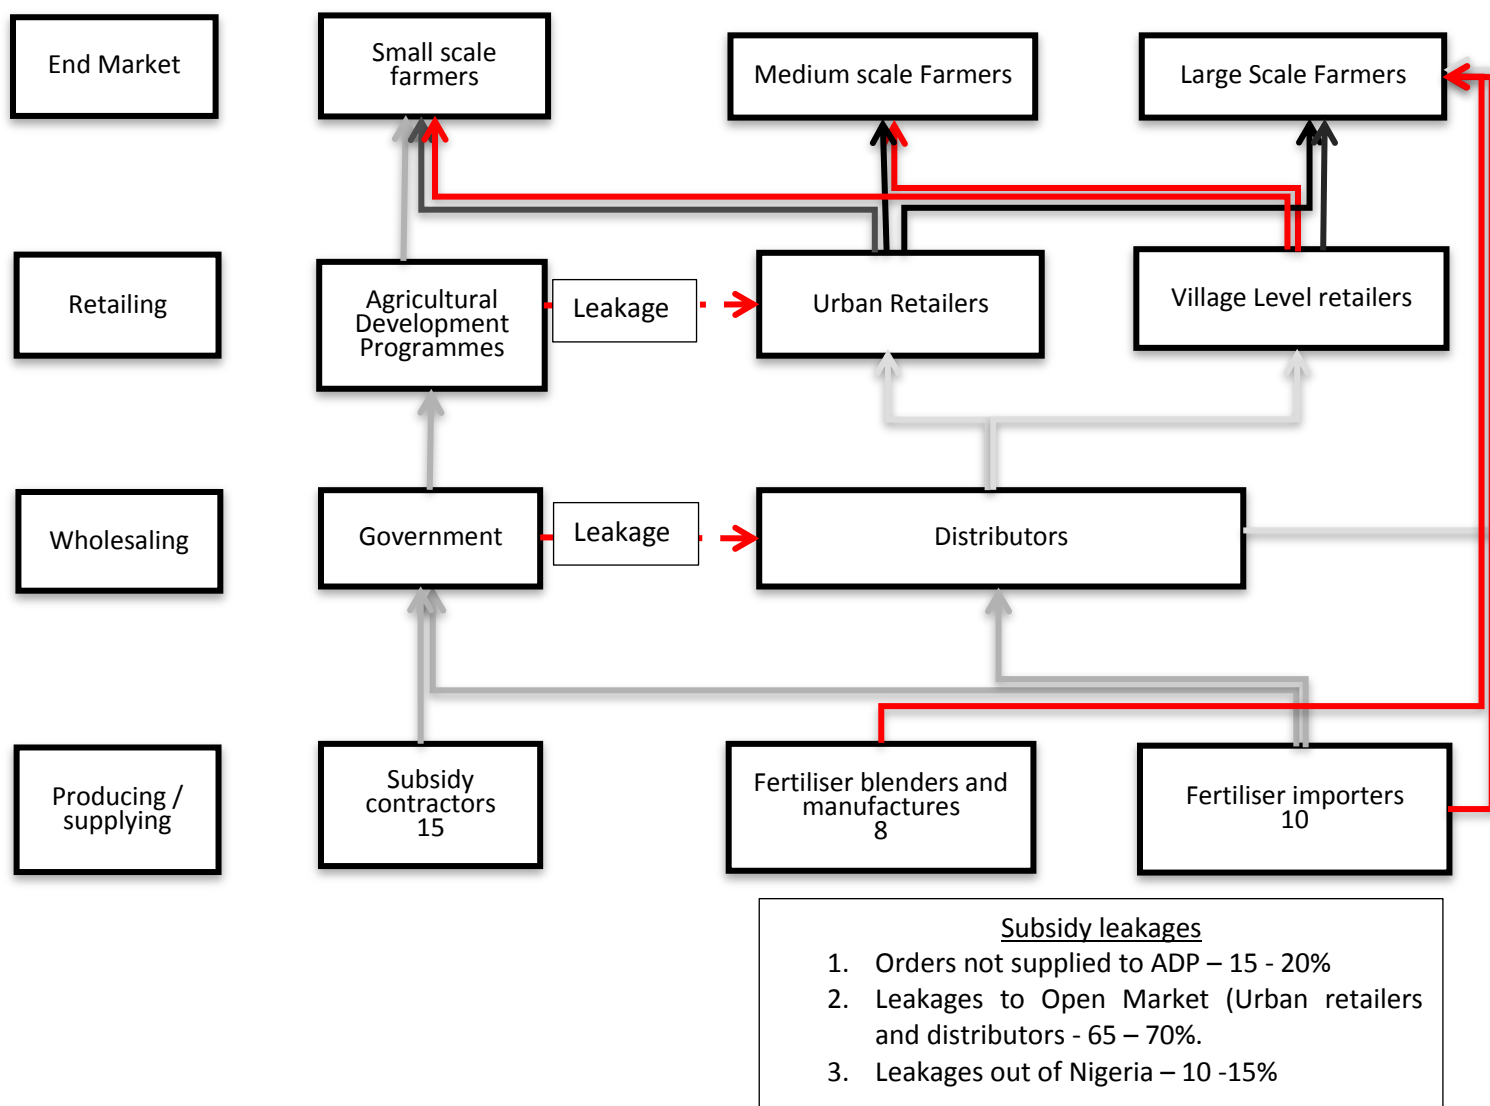 End Market
Small scale
farmers
Medium scale Farmers
Large Scale Farmers
Retailing
Agricultural
Development
Programmes
Leakage
Urban Retailers
Village Level retailers
Wholesaling
Government
Leakage
Distributors
Producing /
supplying
Subsidy
contractors
15
Fertiliser blenders and
manufactures
8
Fertiliser importers
10
Subsidy leakages
1. Orders not supplied to ADP – 15 - 20%
2. Leakages to Open Market (Urban retailers
and distributors - 65 – 70%.
3. Leakages out of Nigeria – 10 -15%